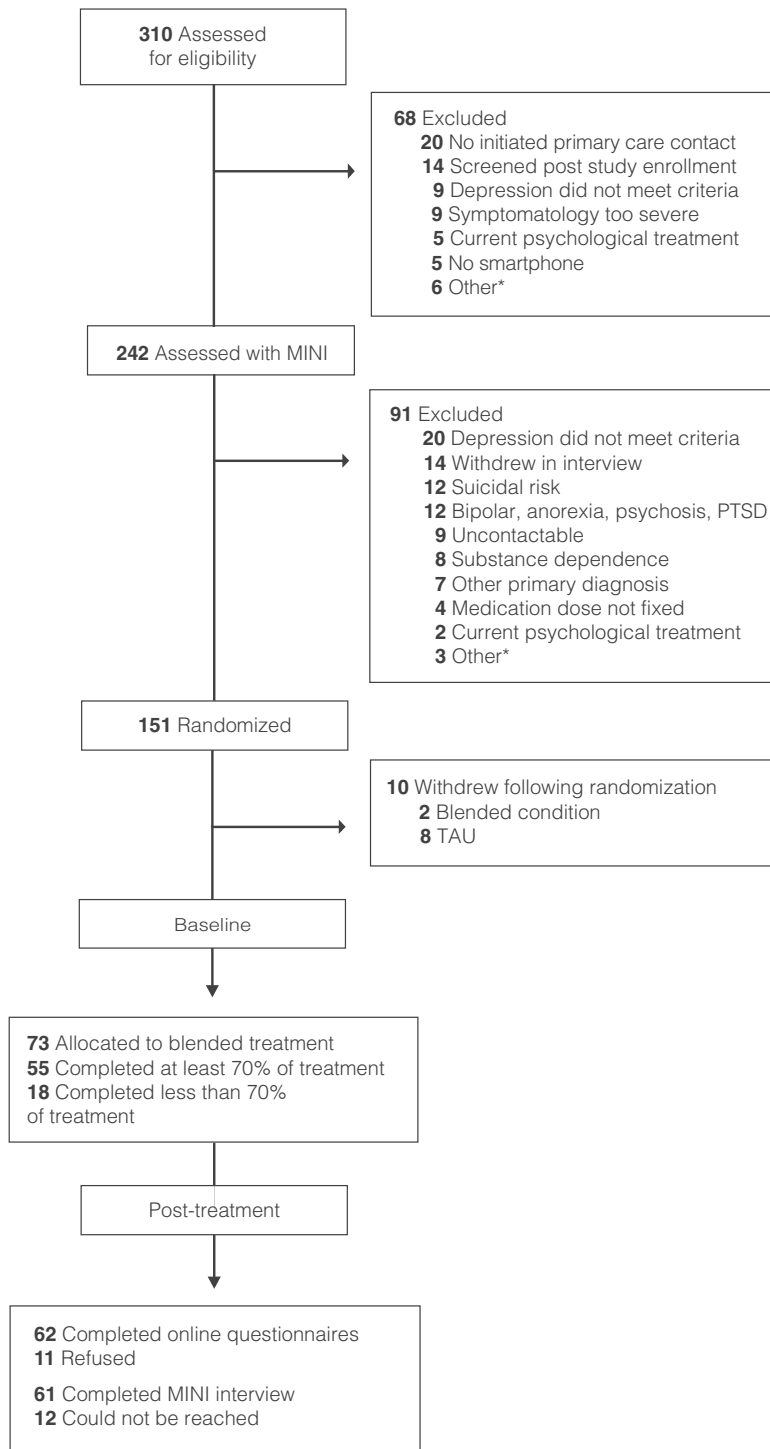 310 Assessed
for eligibility
68 Excluded
20 No initiated primary care contact
14 Screened post study enrollment
9 Depression did not meet criteria
9 Symptomatology too severe
5 Current psychological treatment
5 No smartphone
6 Other*
242 Assessed with MINI
91 Excluded
20 Depression did not meet criteria
14 Withdrew in interview
12 Suicidal risk
12 Bipolar, anorexia, psychosis, PTSD
9 Uncontactable
8 Substance dependence
7 Other primary diagnosis
4 Medication dose not fixed
2 Current psychological treatment
3 Other*
151 Randomized
10 Withdrew following randomization
2 Blended condition
8 TAU
Baseline
73 Allocated to blended treatment
55 Completed at least 70% of treatment
18 Completed less than 70%
of treatment
Post-treatment
62 Completed online questionnaires
11 Refused
61 Completed MINI interview
12 Could not be reached